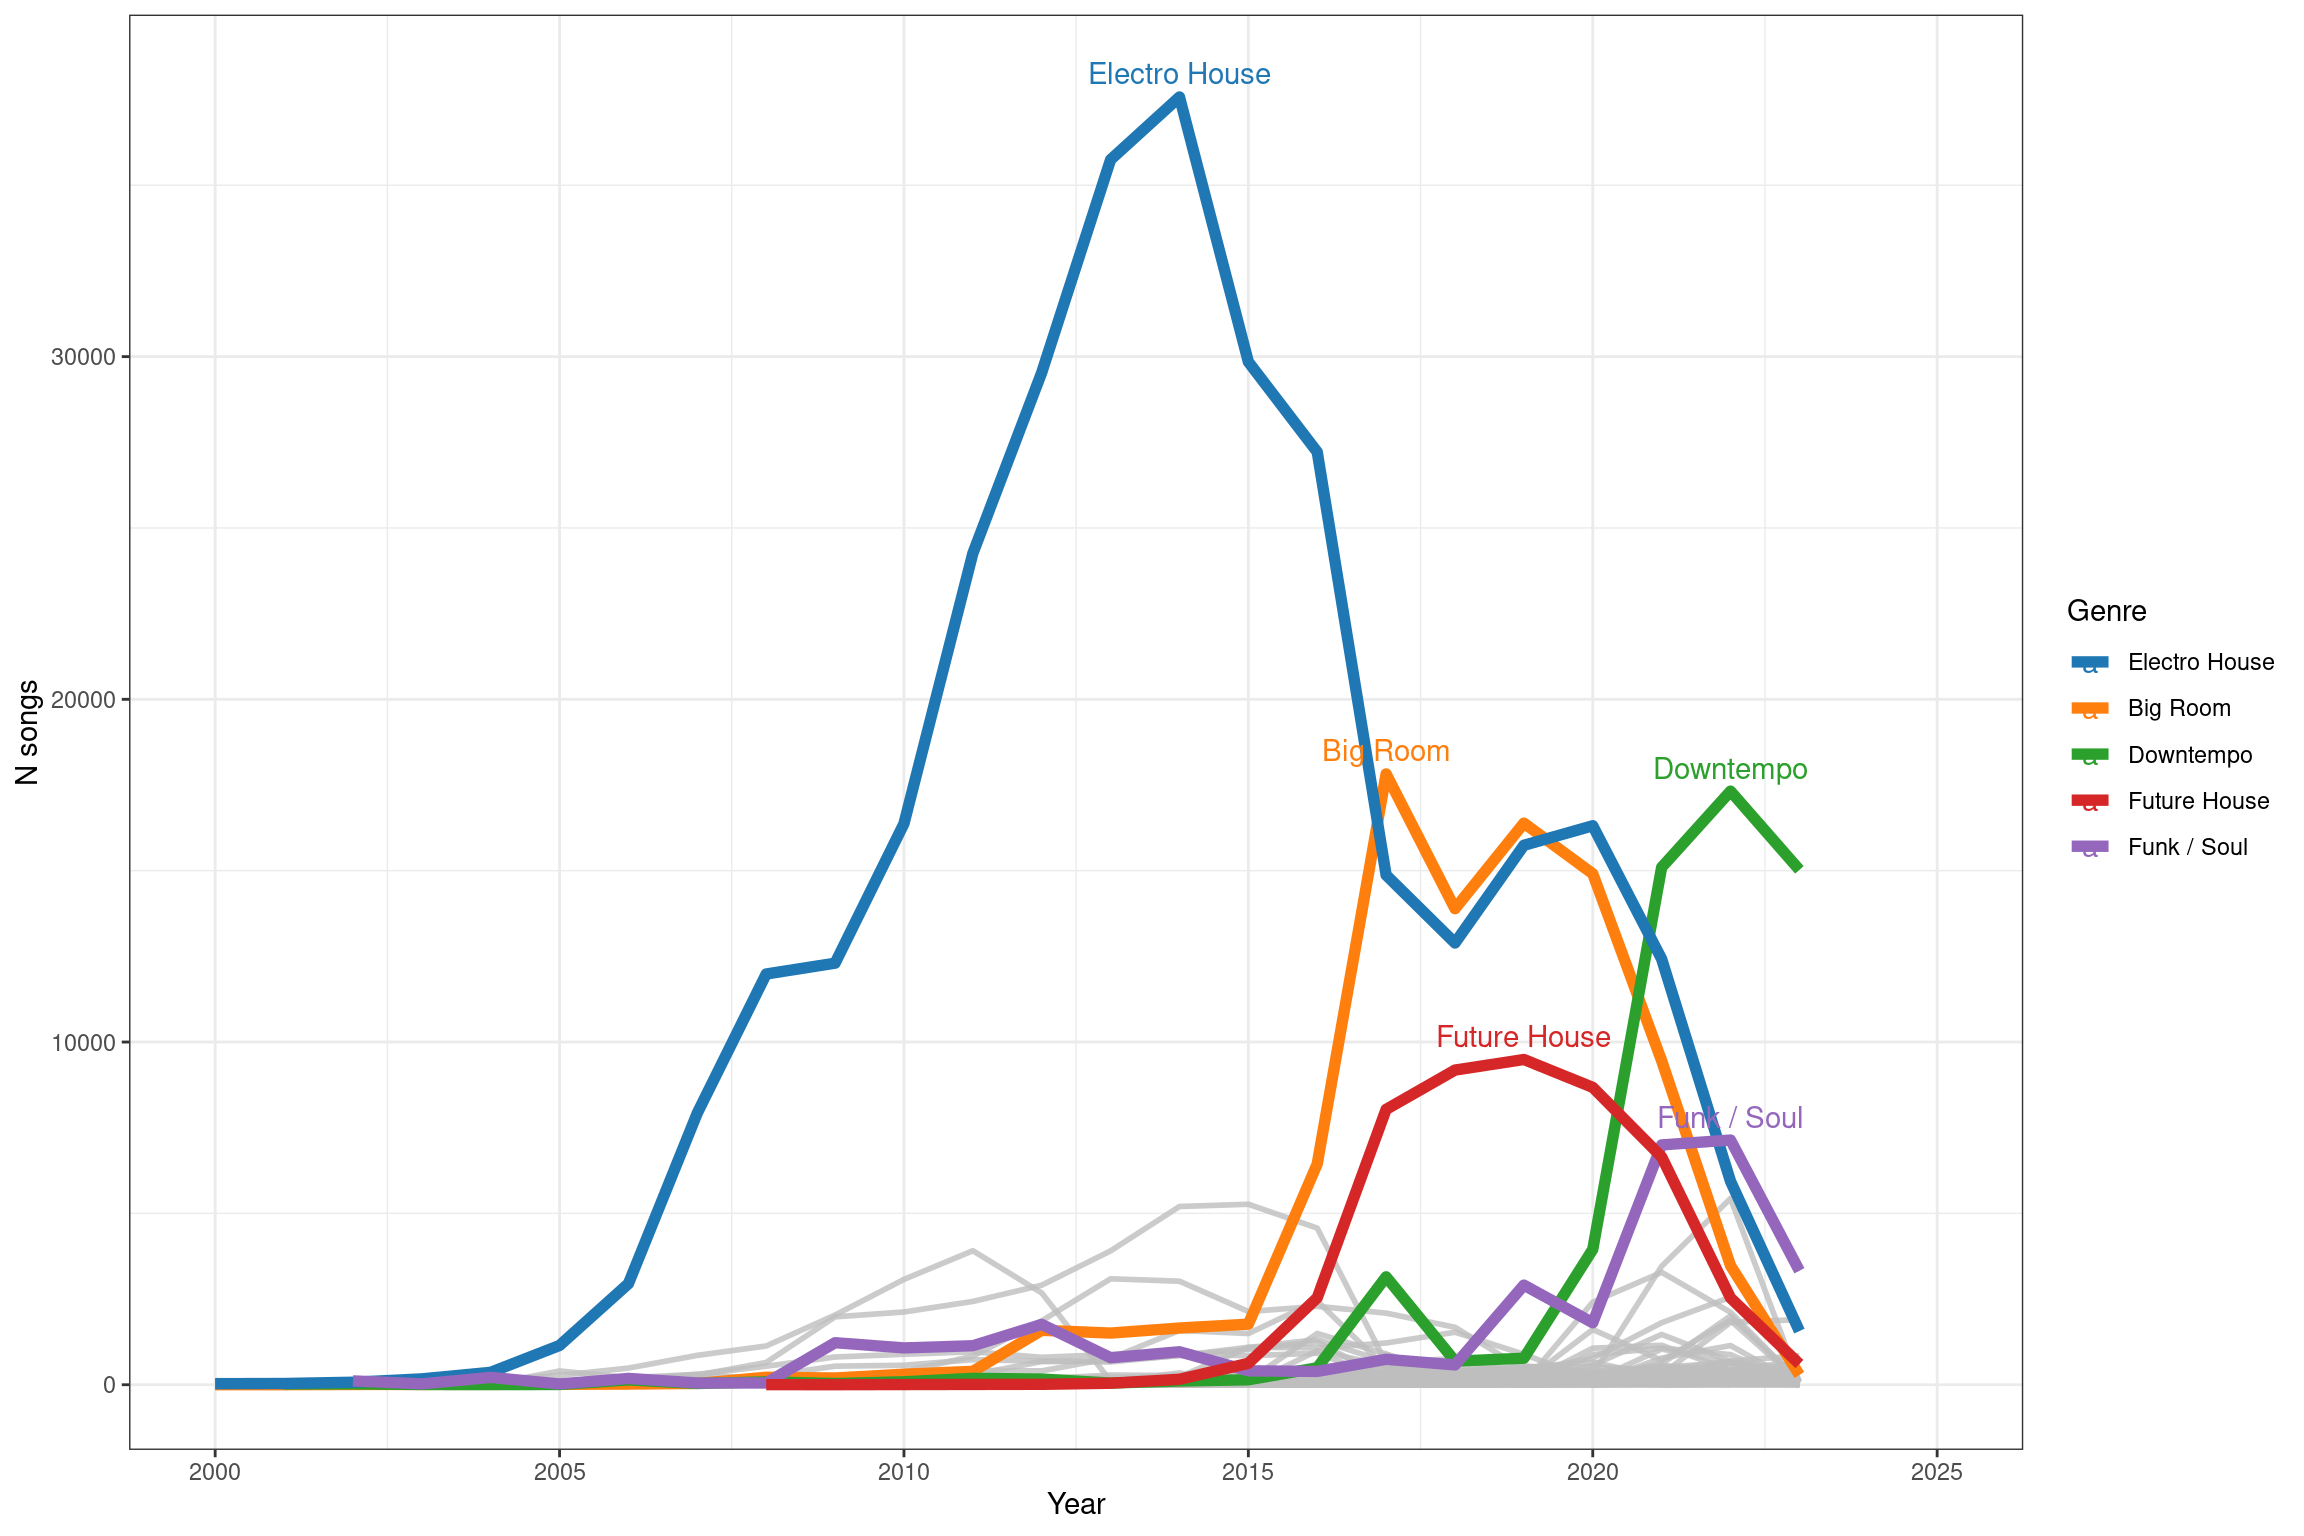 Electro House
30000
20000
10000
0
N songs
Big Room
Downtempo
Future House
Funk / Soul
2000 2005 2010 2015 2020 2025
Year
Genre
a Electro House
a Big Room
a Downtempo
a Future House
a Funk / Soul